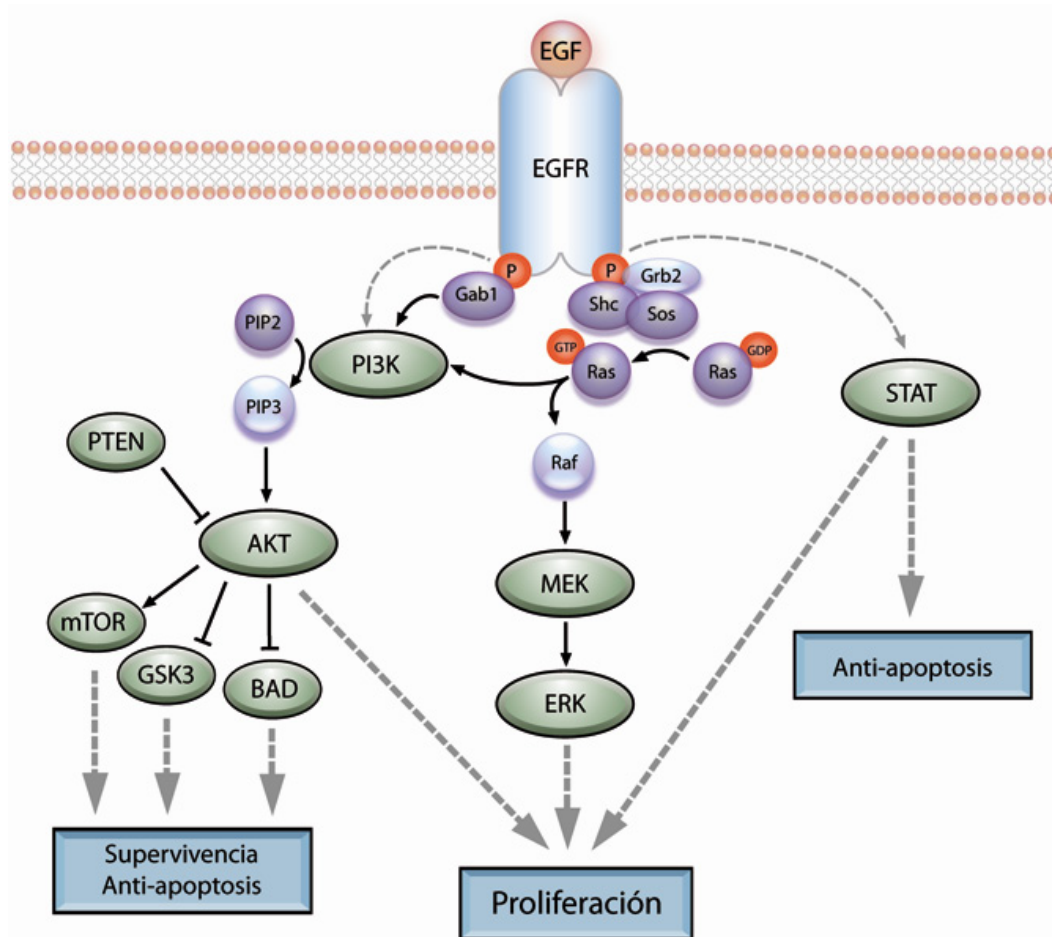 EGF
EGFR
P
P
Grb2
Gab1
Shc
Sos
PIP2
GTP
GDP
PI3K
Ras
Ras
PIP3
STAT
PTEN
Raf
AKT
MEK
mTOR
GSK3
BAD
Anti-apoptosis
ERK
Supervivencia
Anti-apoptosis
Proliferación